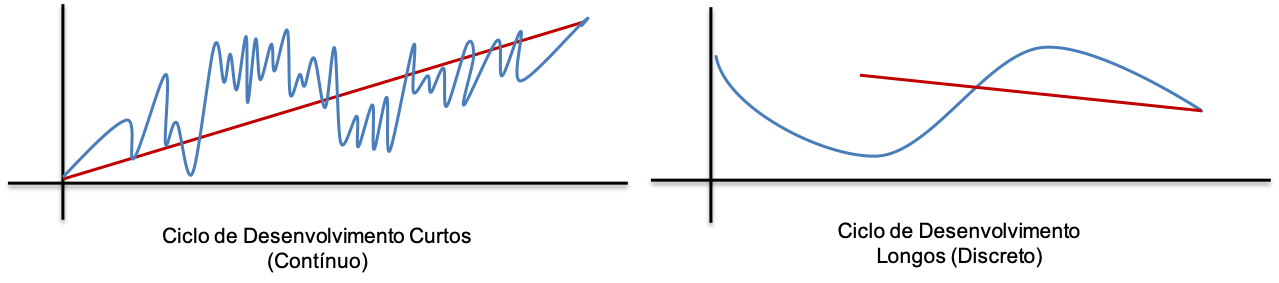 Ciclo de Desenvolvimento Curtos
(Contínuo)
Ciclo de Desenvolvimento
Longos (Discreto)